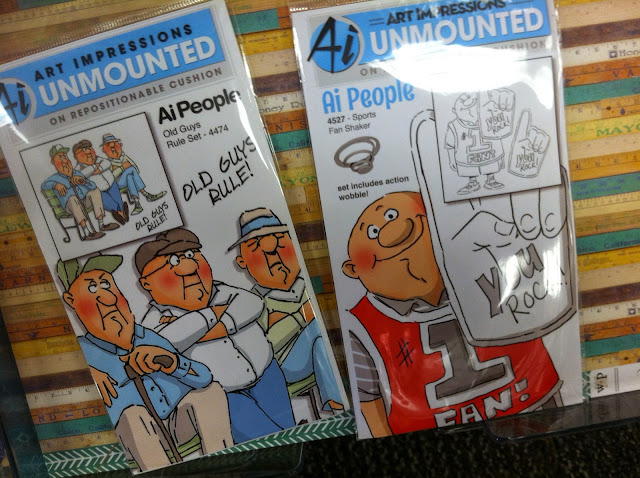 Ai
ART IMPRESSIONS
UNMOUNTED
ON REPOSITIONABLE CUSHION
Ai People
Old Guys
Rule Set - 4474
OLD GUYS
RULE!
OLD GUYS
RULE!
Ai
ART IMPRESSIONS
UNMOUNTED
Ai People
4527 - Sports
Fan Shaker
set includes action
wobble!
#1
YOU
ROCK!
#1
FAN!